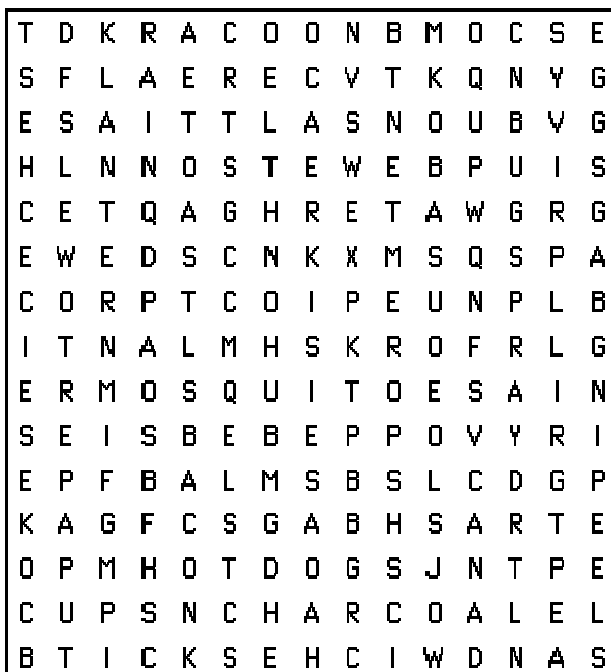 T D K R A C O O N B M O C S E
S F L A E R E C V T K Q N Y G
E S A I T T L A S N O U B V G
H L N N O S T E W E B P U I S
C E T Q A G H R E T A W G R G
E W E D S C N K X M S Q S P A
C O R P T C O I P E U N P L B
I T N A L M H S K R O F R L G
E R M O S Q U I T O E S A I N
S E I S B E B E P P O V Y R I
E P F B A L M S B S L C D G P
K A G F C S G A B H S A R T E
O P M H O T D O G S J N T P E
C U P S N C H A R C O A L E L
B T I C K S E H C I W D N A S